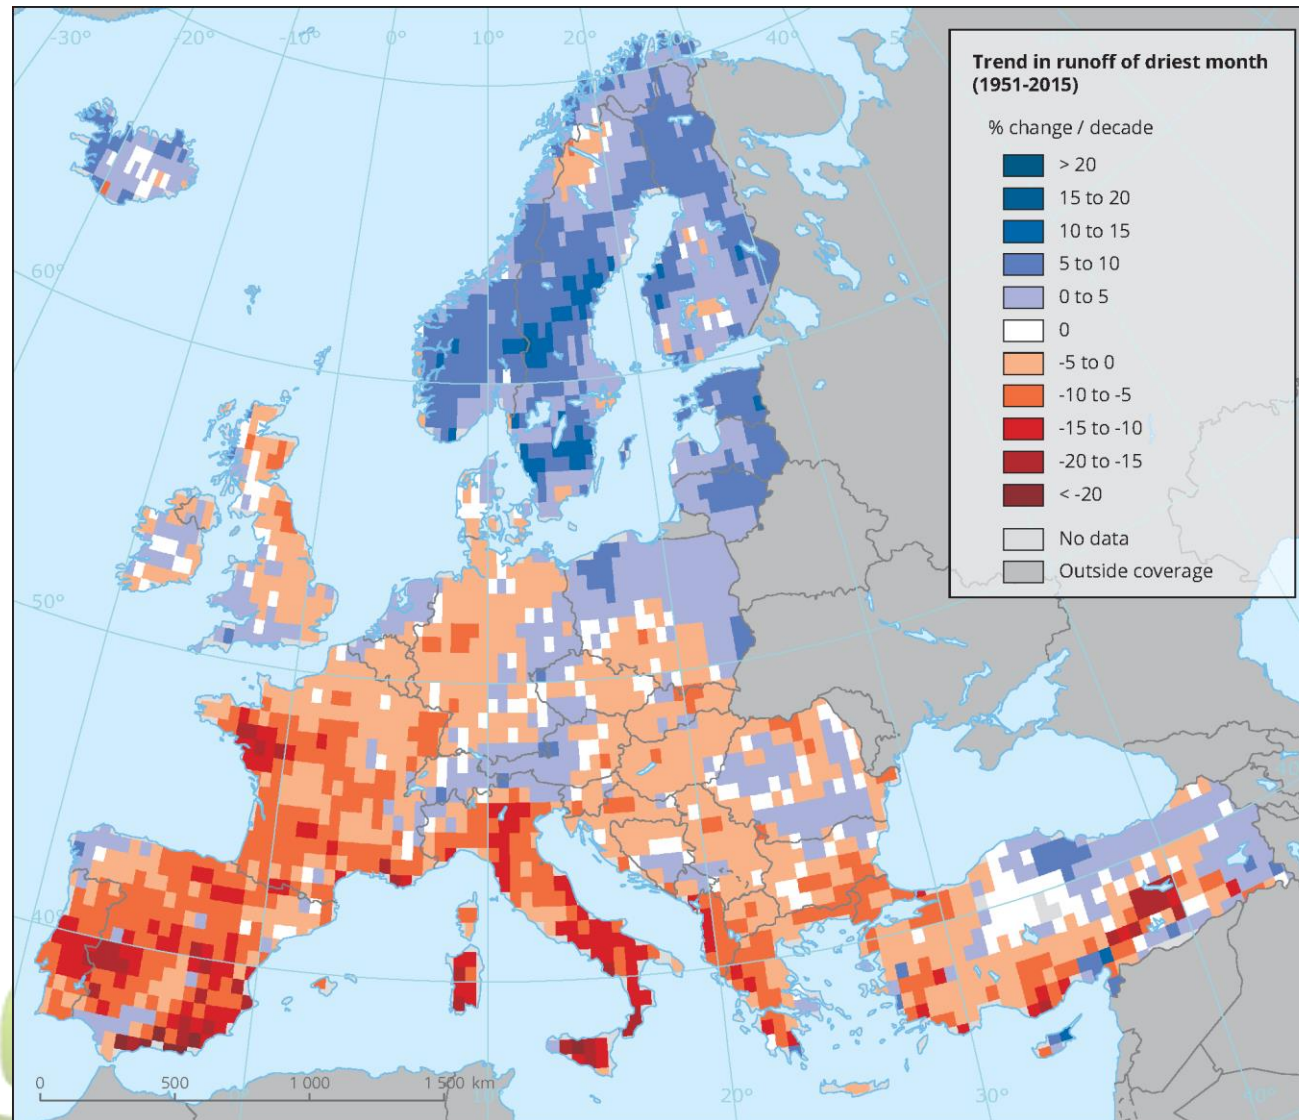 -30°
-20°
-10°
0°
10°
20°
30°
40°
60°
50°
40°
Trend in runoff of driest month
(1951-2015)
% change / decade
> 20
15 to 20
10 to 15
5 to 10
0 to 5
0
-5 to 0
-10 to -5
-15 to -10
-20 to -15
< -20
No data
Outside coverage
0 500 1 000 1 500 km
10°
20°
30°
40°